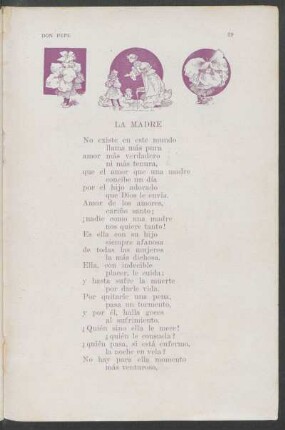 DON PEPE
59
LA MADRE
No existe en este mundo
llama más pura
amor más verdadero
ni más ternura,
que el amor que una madre
concibe un día
por el hijo adorado
que Dios le envía.
Amor de los amores,
cariño santo;
¡nadie como una madre
nos quiere tanto!
Es ella con su hijo
siempre afanosa
de todas las mujeres
la más dichosa.
Ella, con indecible
placer, le cuida;
y hasta sufre la muerte
por darle vida.
Por quitarle una pena,
pasa un tormento,
y por él, halla goces
al sufrimiento.
¿Quién sino ella le mece?
¿quién le consuela?
¿quién pasa, si está enfermo,
la noche en vela?
No hay para ella momento
más venturoso,